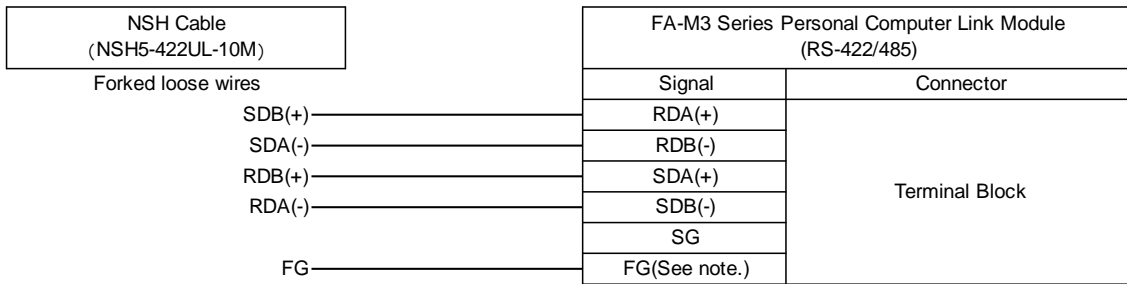 NSH Cable
（NSH5-422UL-10M）
FA-M3 Series Personal Computer Link Module
(RS-422/485)
Forked loose wires
Signal
Connector
SDB(+)
RDA(+)
SDA(-)
RDB(-)
RDB(+)
SDA(+)
RDA(-)
SDB(-)
Terminal Block
SG
FG
FG(See note.)